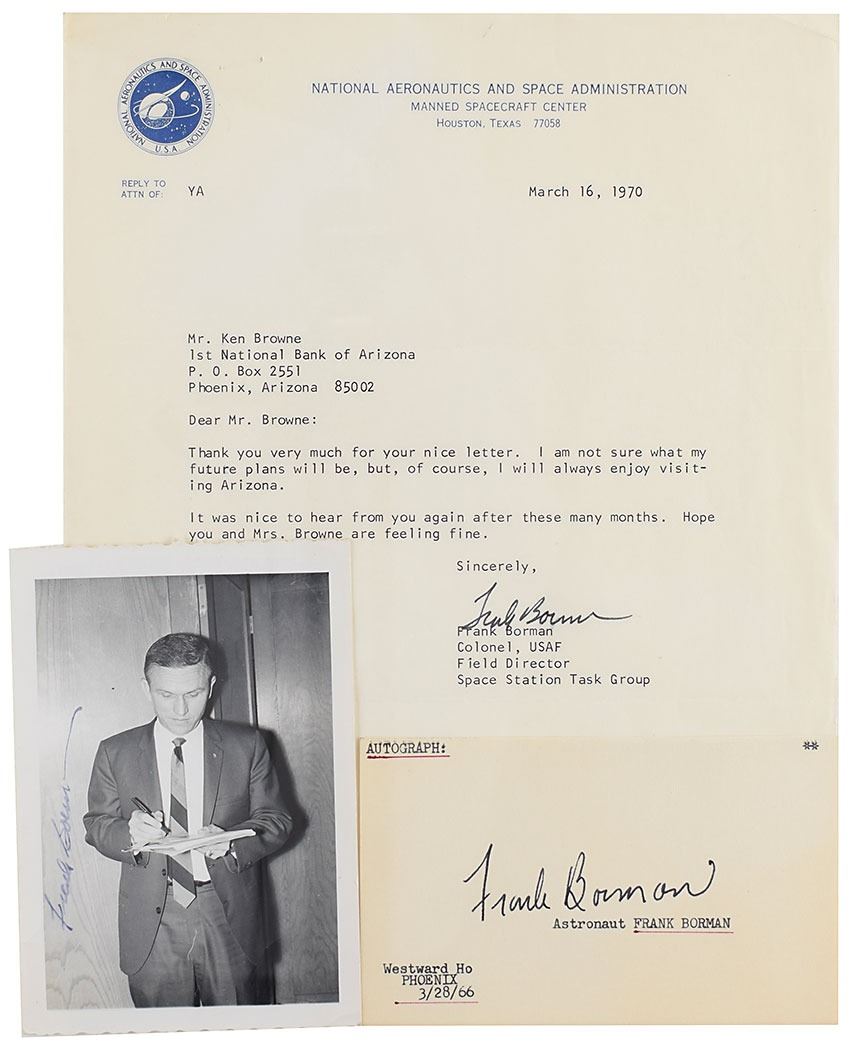 NATIONAL AERONAUTICS AND SPACE ADMINISTRATION
U.S.A.
NATIONAL AERONAUTICS AND SPACE ADMINISTRATION
MANNED SPACECRAFT CENTER
HOUSTON, TEXAS 77058
REPLY TO
ATTN OF: YA
March 16, 1970
Mr. Ken Browne
1st National Bank of Arizona
P. O. Box 2551
Phoenix, Arizona 85002
Dear Mr. Browne:
Thank you very much for your nice letter. I am not sure what my
future plans will be, but, of course, I will always enjoy visit-
ing Arizona.
It was nice to hear from you again after these many months. Hope
you and Mrs. Browne are feeling fine.
Sincerely,
Frank Borman
Frank Borman
Colonel, USAF
Field Director
Space Station Task Group
Frank Borman
AUTOGRAPH: **
Frank Borman
Astronaut FRANK BORMAN
Westward Ho
PHOENIX
3/28/66